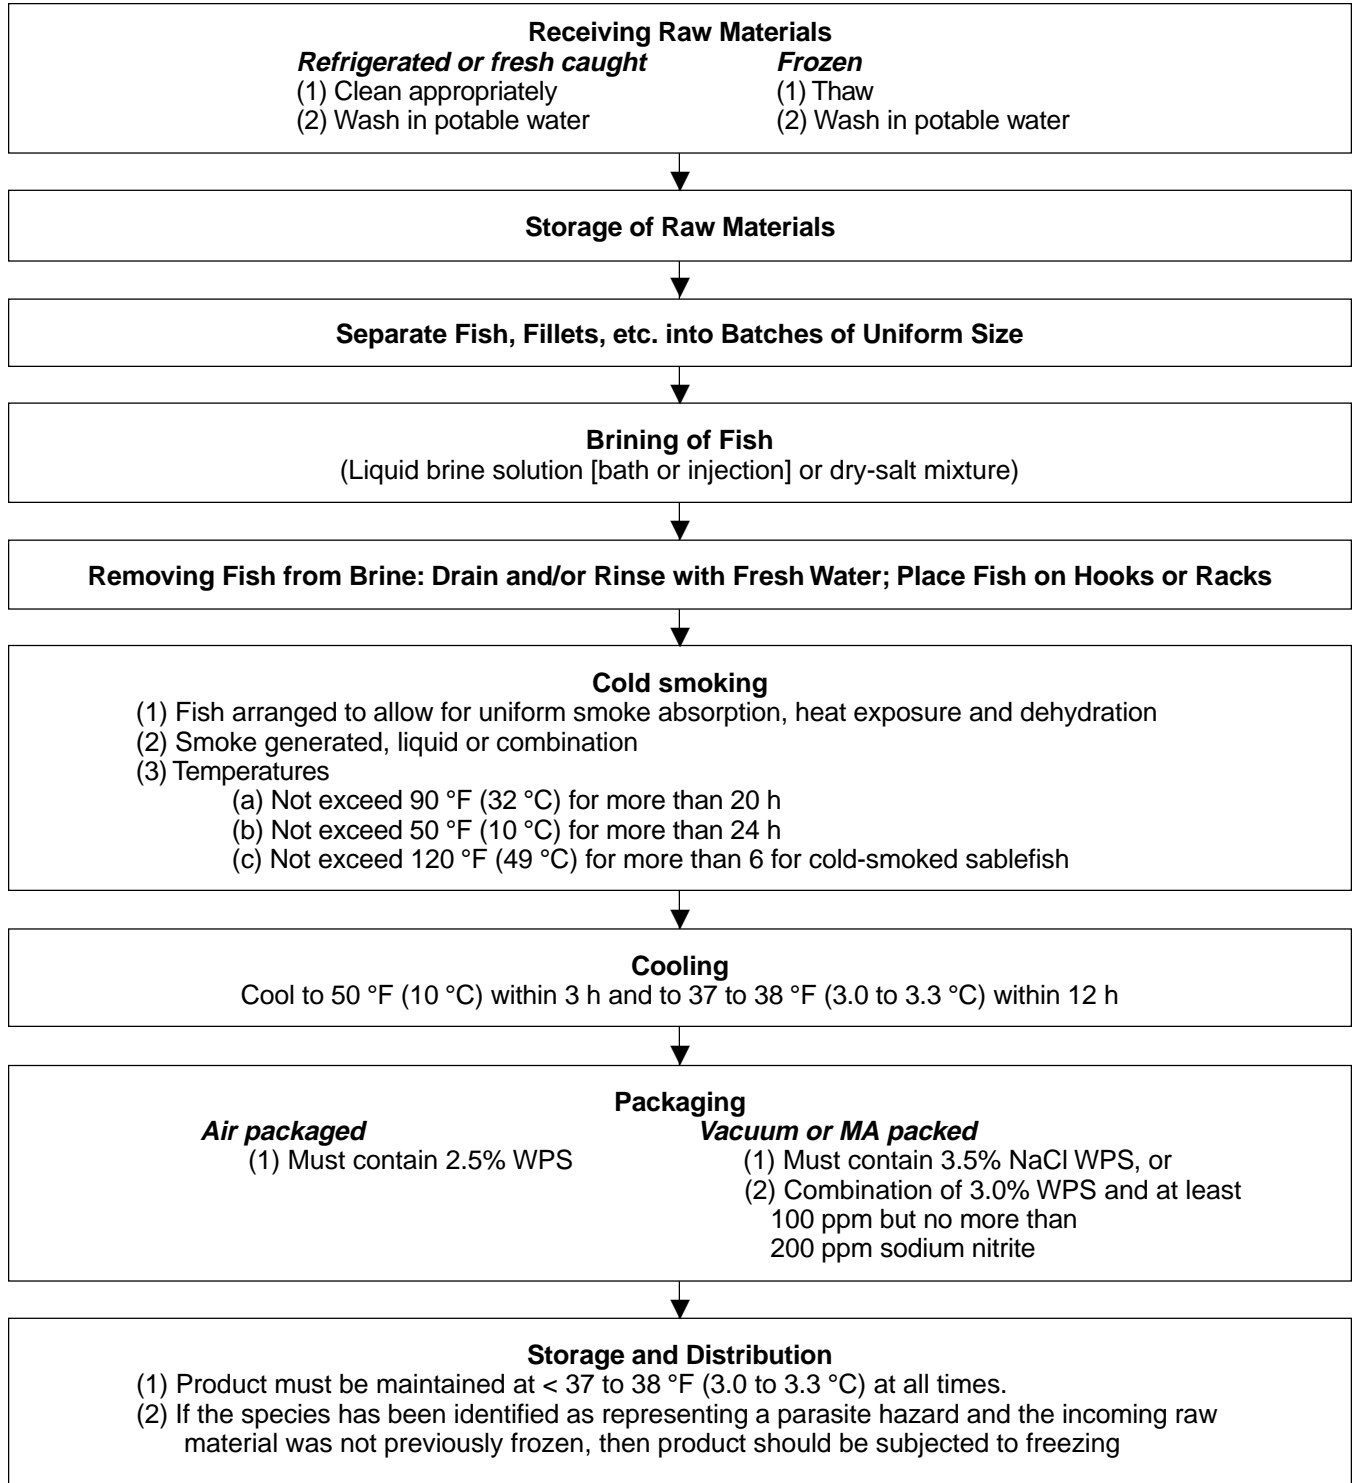 Receiving Raw Materials
Refrigerated or fresh caught
(1) Clean appropriately
(2) Wash in potable water
Frozen
(1) Thaw
(2) Wash in potable water
Storage of Raw Materials
Separate Fish, Fillets, etc. into Batches of Uniform Size
Brining of Fish
(Liquid brine solution [bath or injection] or dry-salt mixture)
Removing Fish from Brine: Drain and/or Rinse with Fresh Water; Place Fish on Hooks or Racks
Cold smoking
(1) Fish arranged to allow for uniform smoke absorption, heat exposure and dehydration
(2) Smoke generated, liquid or combination
(3) Temperatures
(a) Not exceed 90 °F (32 °C) for more than 20 h
(b) Not exceed 50 °F (10 °C) for more than 24 h
(c) Not exceed 120 °F (49 °C) for more than 6 for cold-smoked sablefish
Cooling
Cool to 50 °F (10 °C) within 3 h and to 37 to 38 °F (3.0 to 3.3 °C) within 12 h
Packaging
Air packaged
(1) Must contain 2.5% WPS
Vacuum or MA packed
(1) Must contain 3.5% NaCl WPS, or
(2) Combination of 3.0% WPS and at least
100 ppm but no more than
200 ppm sodium nitrite
Storage and Distribution
(1) Product must be maintained at < 37 to 38 °F (3.0 to 3.3 °C) at all times.
(2) If the species has been identified as representing a parasite hazard and the incoming raw
material was not previously frozen, then product should be subjected to freezing